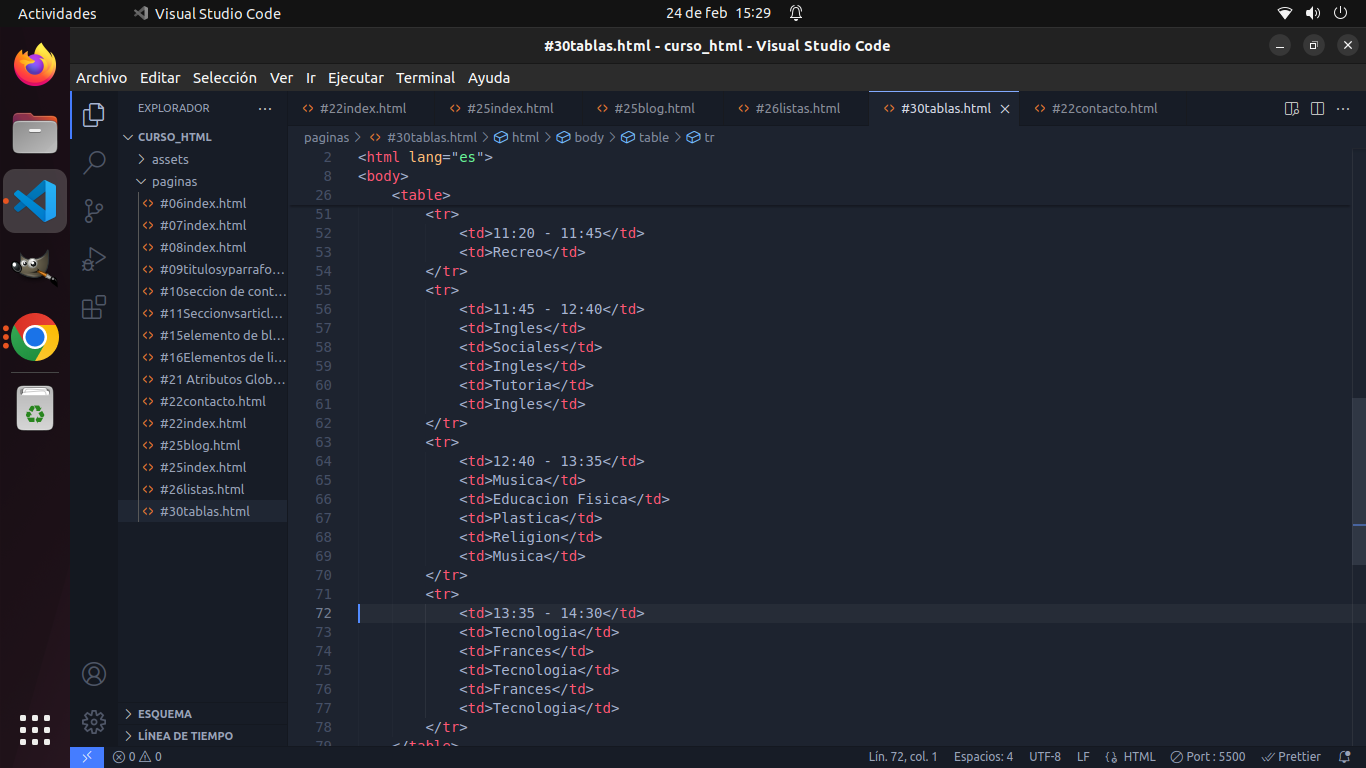 Actividades Visual Studio Code 24 de feb 15:29
#30tablas.html - curso_html - Visual Studio Code
Archivo Editar Selección Ver Ir Ejecutar Terminal Ayuda
EXPLORADOR
CURSO_HTML
assets
paginas
#06index.html
#07index.html
#08index.html
#09titulosyparrafo...
#10seccion de cont...
#11Seccionvsarticl...
#15elemento de bl...
#16Elementos de li...
#21 Atributos Glob...
#22contacto.html
#22index.html
#25blog.html
#25index.html
#26listas.html
#30tablas.html
ESQUEMA
LÍNEA DE TIEMPO
#22index.html #25index.html #25blog.html #26listas.html #30tablas.html #22contacto.html
paginas > #30tablas.html > html > body > table > tr
2 <html lang="es">
8 <body>
26 <table>
51 <tr>
52 <td>11:20 - 11:45</td>
53 <td>Recreo</td>
54 </tr>
55 <tr>
56 <td>11:45 - 12:40</td>
57 <td>Ingles</td>
58 <td>Sociales</td>
59 <td>Ingles</td>
60 <td>Tutoria</td>
61 <td>Ingles</td>
62 </tr>
63 <tr>
64 <td>12:40 - 13:35</td>
65 <td>Musica</td>
66 <td>Educacion Fisica</td>
67 <td>Plastica</td>
68 <td>Religion</td>
69 <td>Musica</td>
70 </tr>
71 <tr>
72 <td>13:35 - 14:30</td>
73 <td>Tecnologia</td>
74 <td>Frances</td>
75 <td>Tecnologia</td>
76 <td>Frances</td>
77 <td>Tecnologia</td>
78 </tr>
79 </table>
0 0 Lín. 72, col. 1 Espacios: 4 UTF-8 LF HTML Port : 5500 Prettier